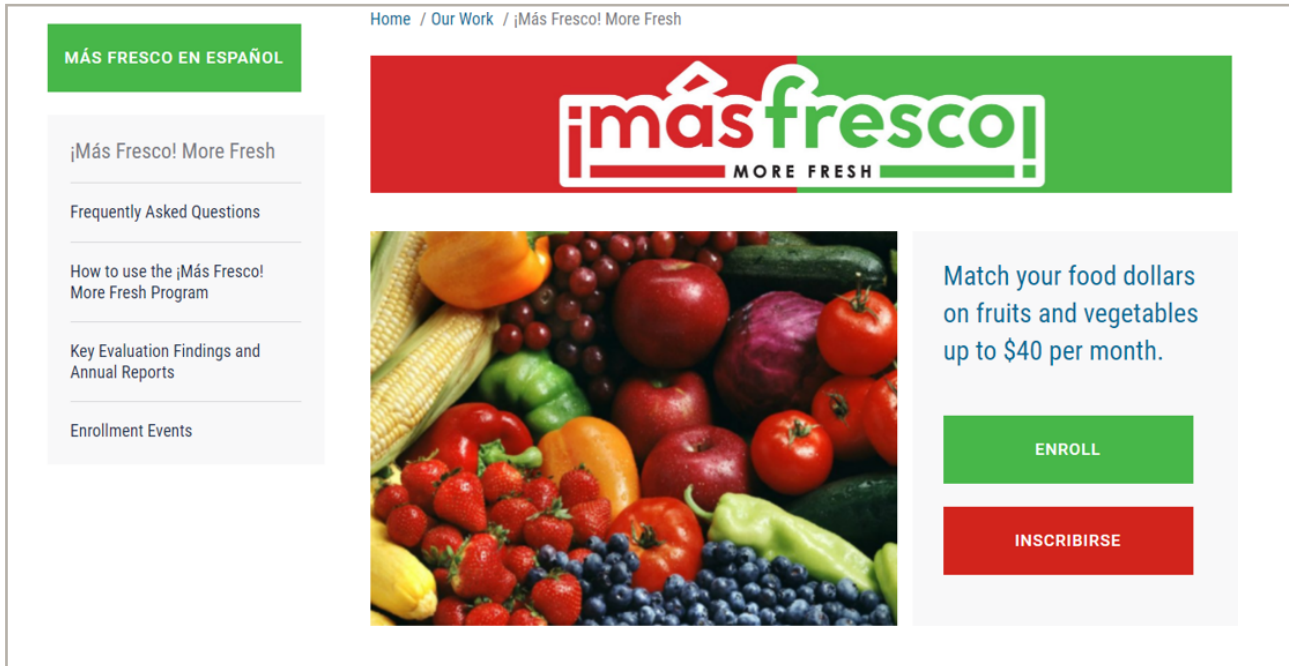 Home / Our Work / ¡Más Fresco! More Fresh
MÁS FRESCO EN ESPAÑOL
¡Más Fresco! More Fresh
Frequently Asked Questions
How to use the ¡Más Fresco!
More Fresh Program
Key Evaluation Findings and
Annual Reports
Enrollment Events
¡másfresco!
MORE FRESH
Match your food dollars
on fruits and vegetables
up to $40 per month.
ENROLL
INSCRIBIRSE